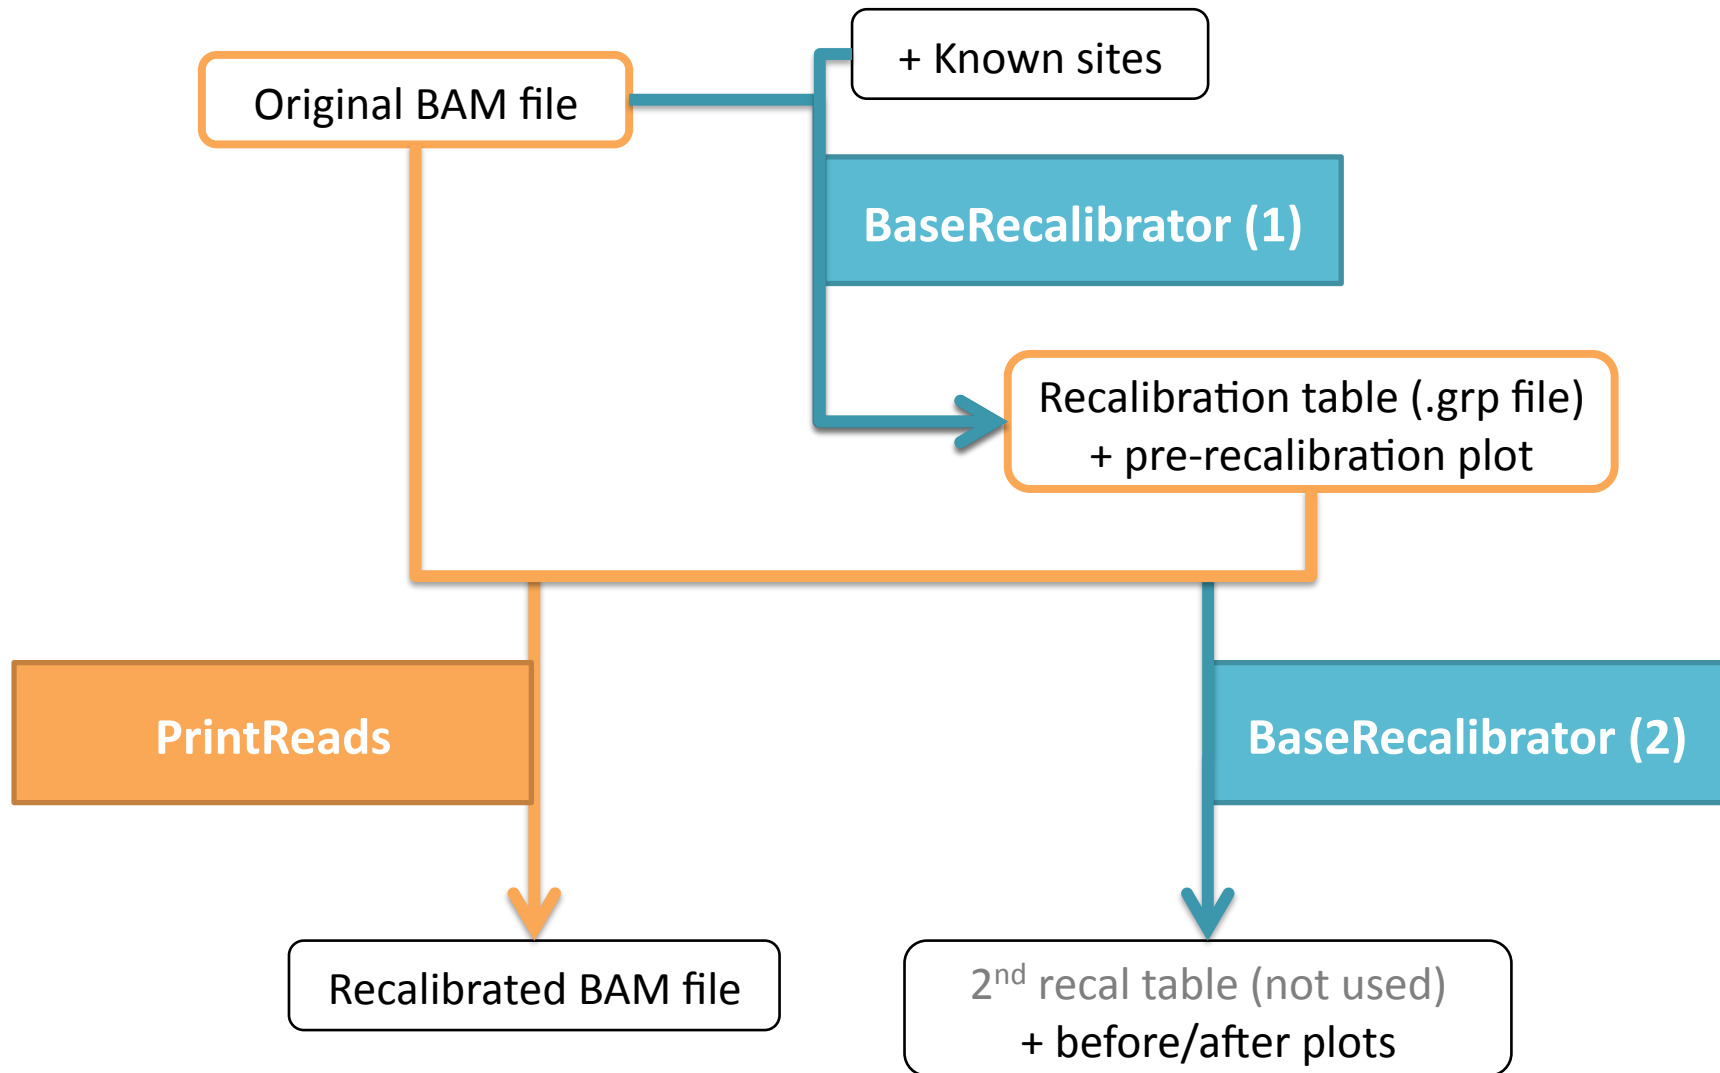 + Known sites
Original BAM file
BaseRecalibrator (1)
Recalibration table (.grp file)
+ pre-recalibration plot
PrintReads
BaseRecalibrator (2)
Recalibrated BAM file
2nd recal table (not used)
+ before/after plots